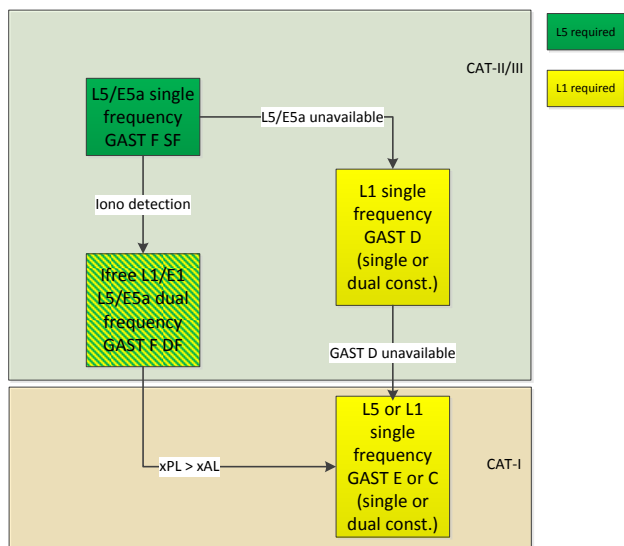 L5 required
CAT-II/III
L1 required
L5/E5a single
frequency
GAST F SF
L5/E5a unavailable
Iono detection
L1 single
frequency
GAST D
(single or
dual const.)
Ifree L1/E1
L5/E5a dual
frequency
GAST F DF
GAST D unavailable
L5 or L1
single
frequency
GAST E or C
(single or
dual const.)
CAT-I
xPL > xAL